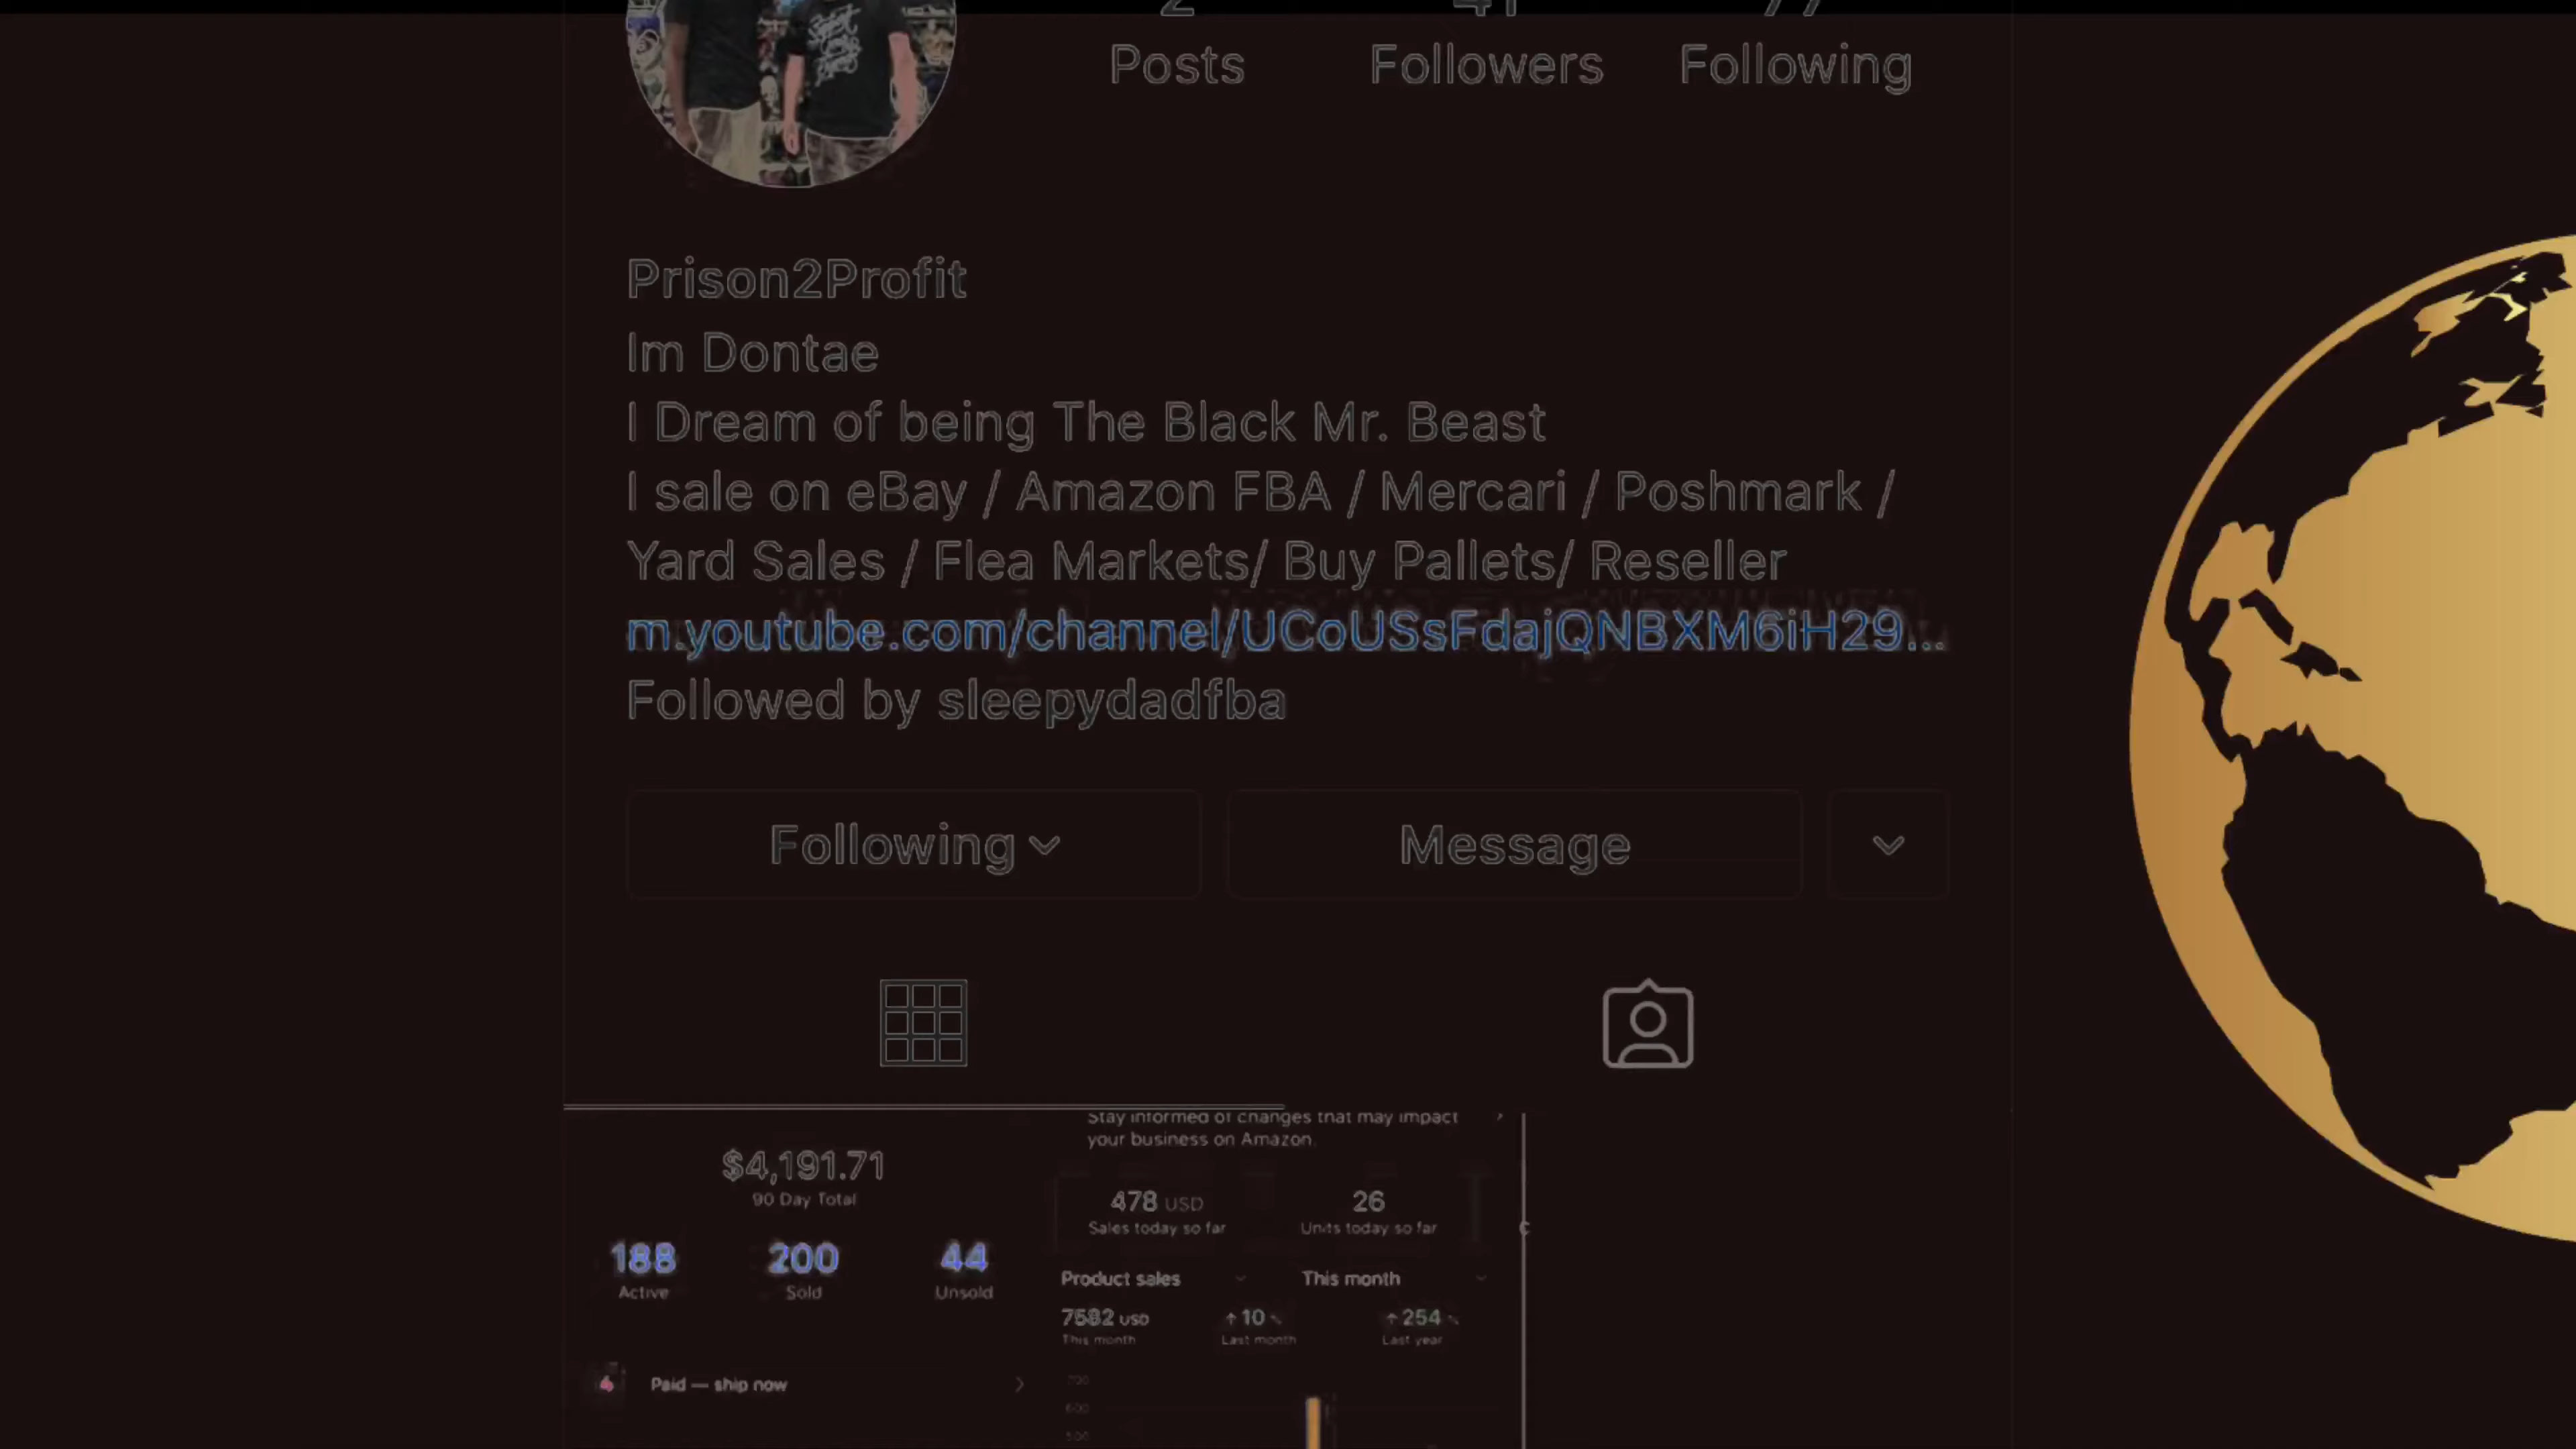 Posts Followers Following
Prison2Profit
Im Dontae
I Dream of being The Black Mr. Beast
I sale on eBay / Amazon FBA / Mercari / Poshmark /
Yard Sales / Flea Markets/ Buy Pallets/ Reseller
m.youtube.com/channel/UCoUSsFdajQNBXM6iH29...
Followed by sleepydadfba
Following Message
Stay informed of changes that may impact
your business on Amazon.
$4,191.71
90 Day Total
188 200 44
Active Sold Unsold
Paid — ship now
478 USD 26
Sales today so far Units today so far
Product sales This month
7582 USD ↑10 % ↑254 %
This month Last month Last year
700
600
500